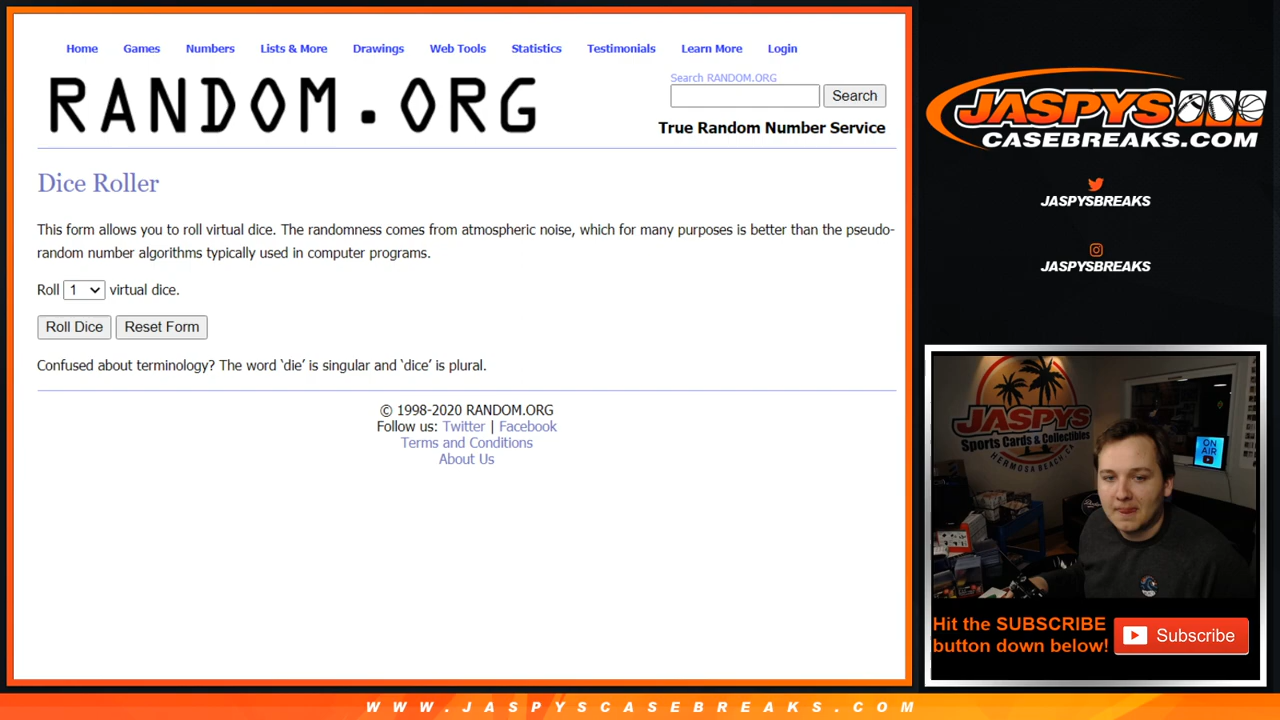 Home Games Numbers Lists & More Drawings Web Tools Statistics Testimonials Learn More Login
RANDOM.ORG
Search RANDOM.ORG
Search
True Random Number Service
Dice Roller
This form allows you to roll virtual dice. The randomness comes from atmospheric noise, which for many purposes is better than the pseudo-
random number algorithms typically used in computer programs.
Roll 1 virtual dice.
Roll Dice Reset Form
Confused about terminology? The word ‘die’ is singular and ‘dice’ is plural.
© 1998-2020 RANDOM.ORG
Follow us: Twitter | Facebook
Terms and Conditions
About Us
JASPYS
CASEBREAKS.COM
JASPYSBREAKS
JASPYSBREAKS
JASPYS
Sports Cards & Collectibles
HERMOSA BEACH, CA
ON
AIR
Hit the SUBSCRIBE
button down below!
Subscribe
WWW.JASPYSCASEBREAKS.COM